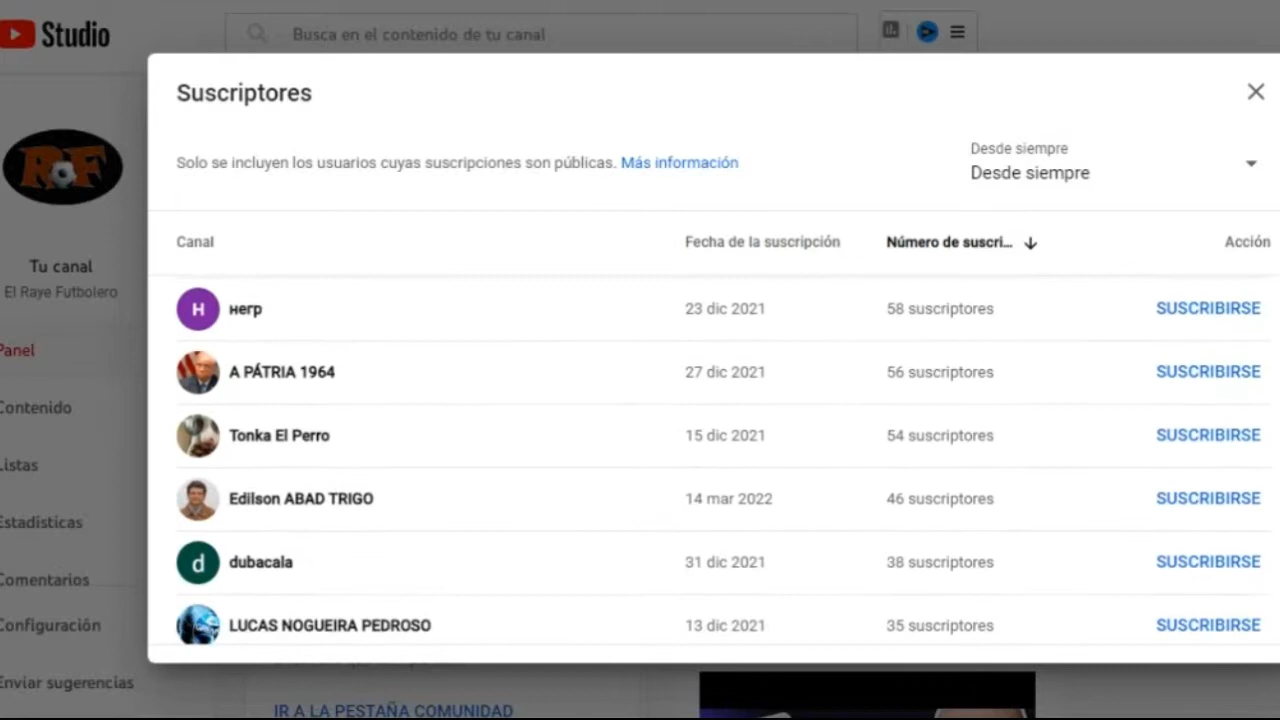 Studio
Busca en el contenido de tu canal
Suscriptores
Solo se incluyen los usuarios cuyas suscripciones son públicas. Más información
Desde siempre
Desde siempre
Canal Fecha de la suscripción Número de suscri... Acción
H негр 23 dic 2021 58 suscriptores SUSCRIBIRSE
A PÁTRIA 1964 27 dic 2021 56 suscriptores SUSCRIBIRSE
Tonka El Perro 15 dic 2021 54 suscriptores SUSCRIBIRSE
Edilson ABAD TRIGO 14 mar 2022 46 suscriptores SUSCRIBIRSE
d dubacala 31 dic 2021 38 suscriptores SUSCRIBIRSE
LUCAS NOGUEIRA PEDROSO 13 dic 2021 35 suscriptores SUSCRIBIRSE
RF
Tu canal
El Raye Futbolero
Panel
Contenido
Listas
Estadisticas
Comentarios
Configuración
Enviar sugerencias
IR A LA PESTAÑA COMUNIDAD